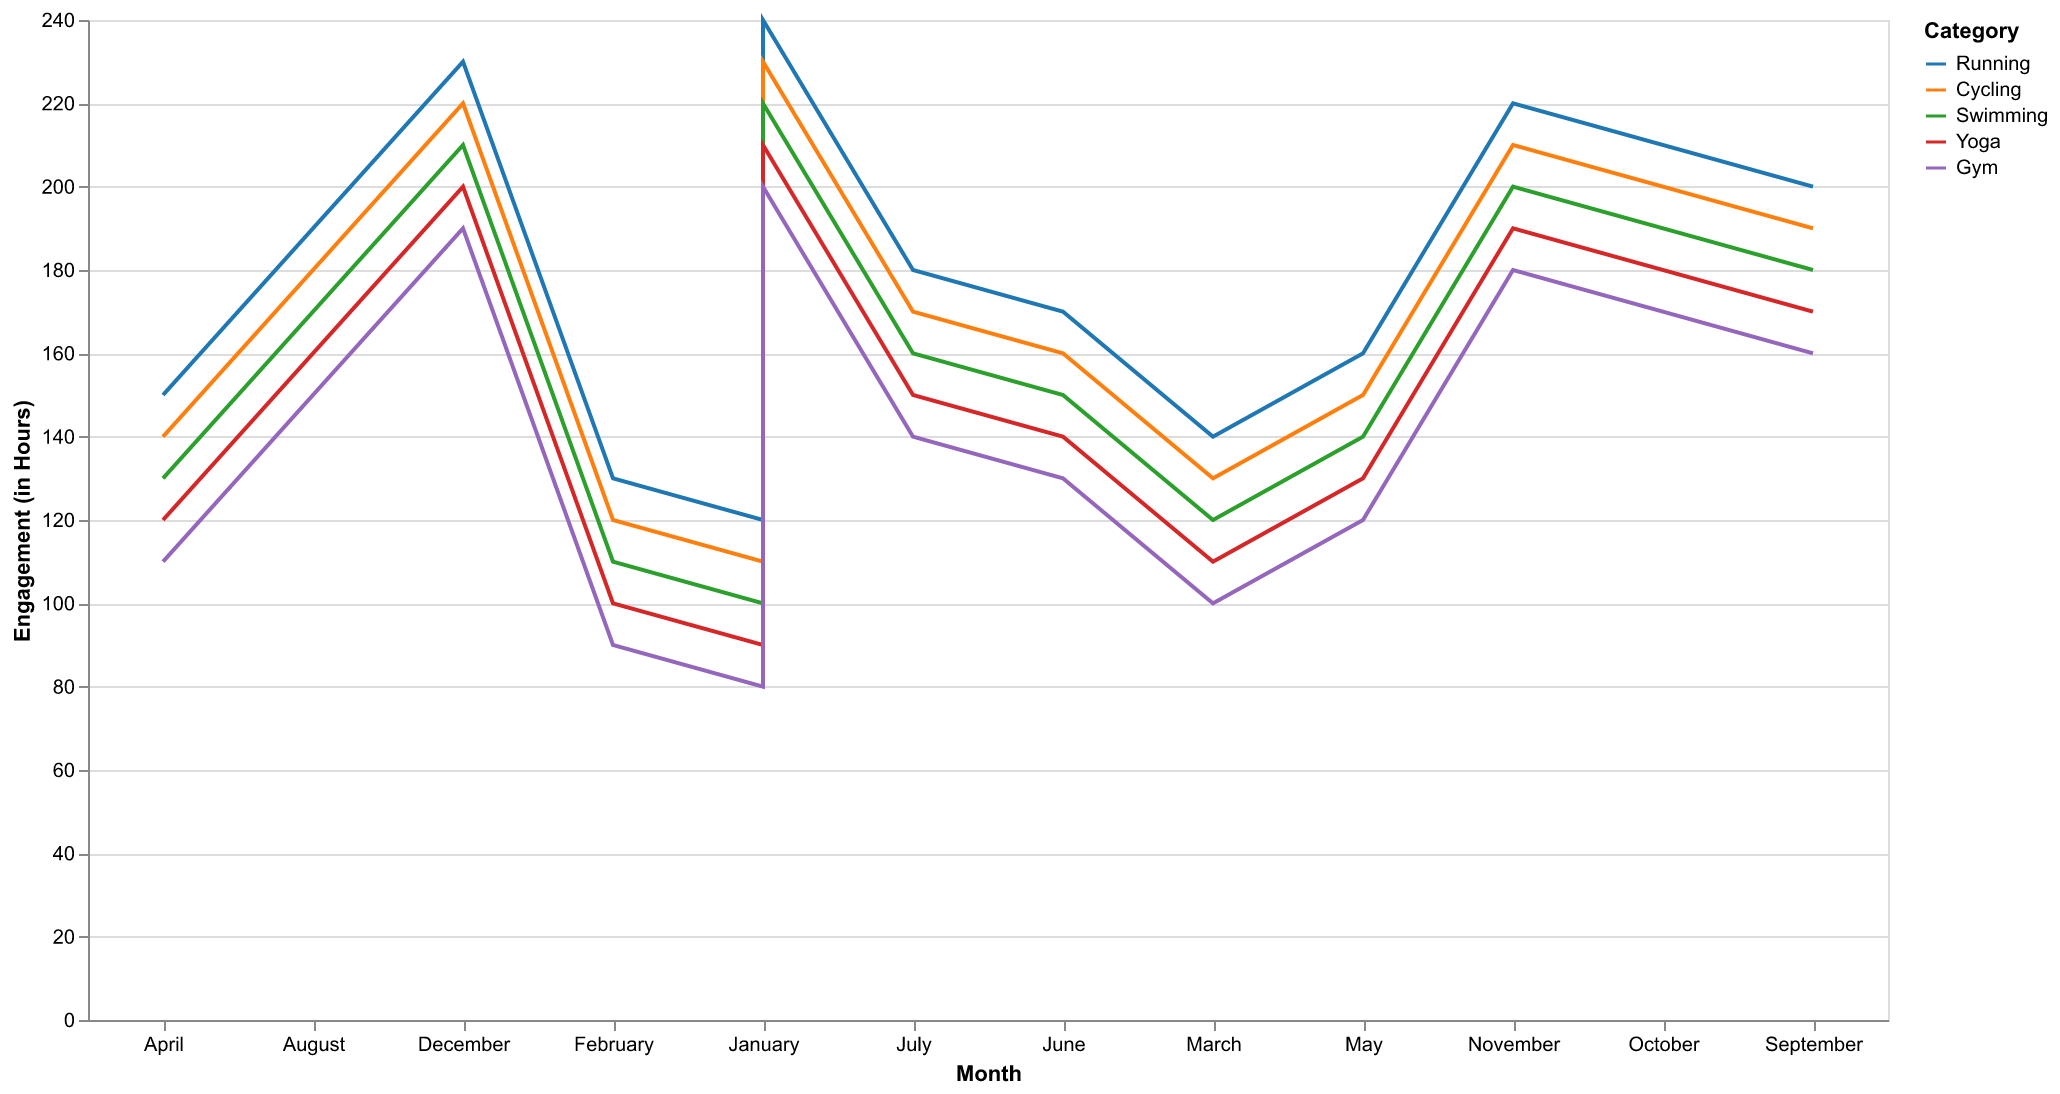 240
220
200
180
160
140
120
100
80
60
40
20
0
Engagement (in Hours)
April August December February January July June March May November October September
Month
Category
Running
Cycling
Swimming
Yoga
Gym